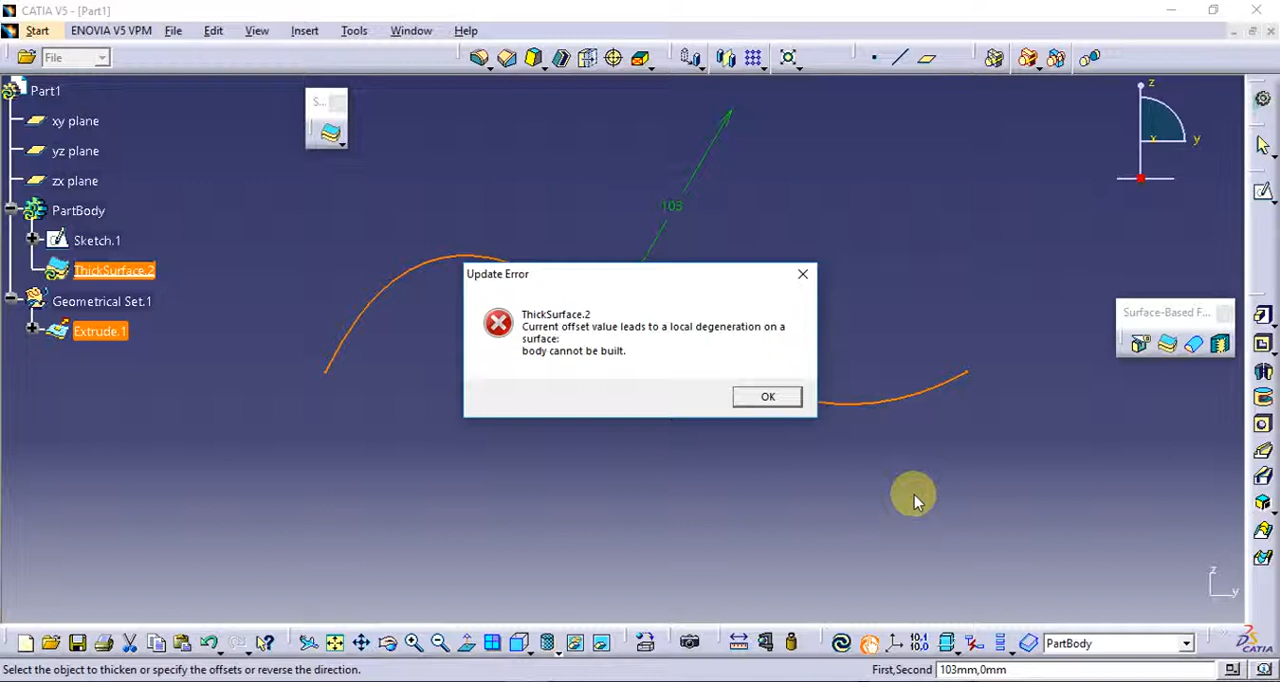 CATIA V5 - [Part1]
Start ENOVIA V5 VPM File Edit View Insert Tools Window Help
File
Part1
xy plane
yz plane
zx plane
PartBody
Sketch.1
ThickSurface.2
Geometrical Set.1
Extrude.1
S...
103
z
x
y
Update Error
ThickSurface.2
Current offset value leads to a local degeneration on a
surface:
body cannot be built.
OK
Surface-Based F...
z
y
10.1
PartBody
CATIA
Select the object to thicken or specify the offsets or reverse the direction.
First,Second 103mm,0mm